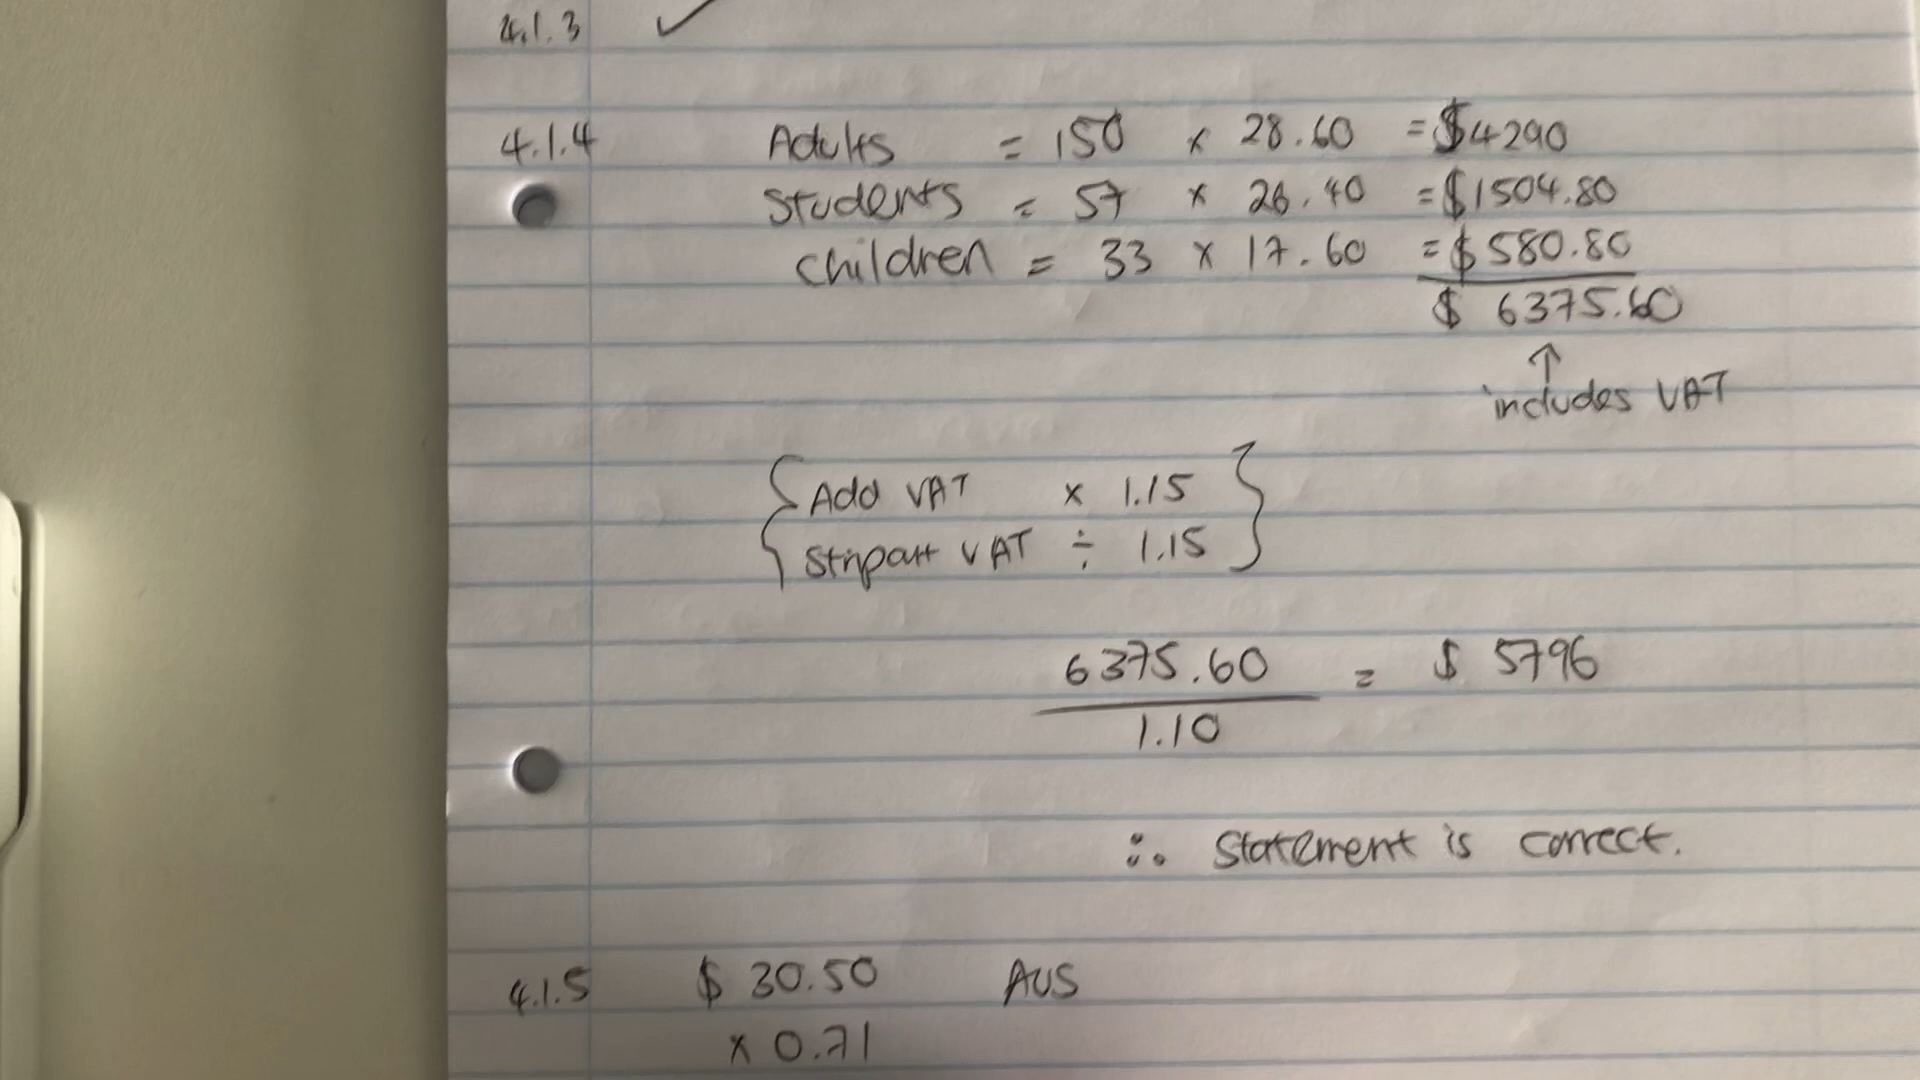 4.1.3 ✓
4.1.4 Adults = 150 × 28.60 = $4290
Students = 57 × 26.40 = $1504.80
children = 33 × 17.60 = $580.80
$ 6375.60
↑
includes VAT
{ Add VAT × 1.15 }
Stripout VAT ÷ 1.15
6375.60 = $ 5796
1.10
∴ Statement is correct.
4.1.5 $ 30.50 AUS
× 0.71